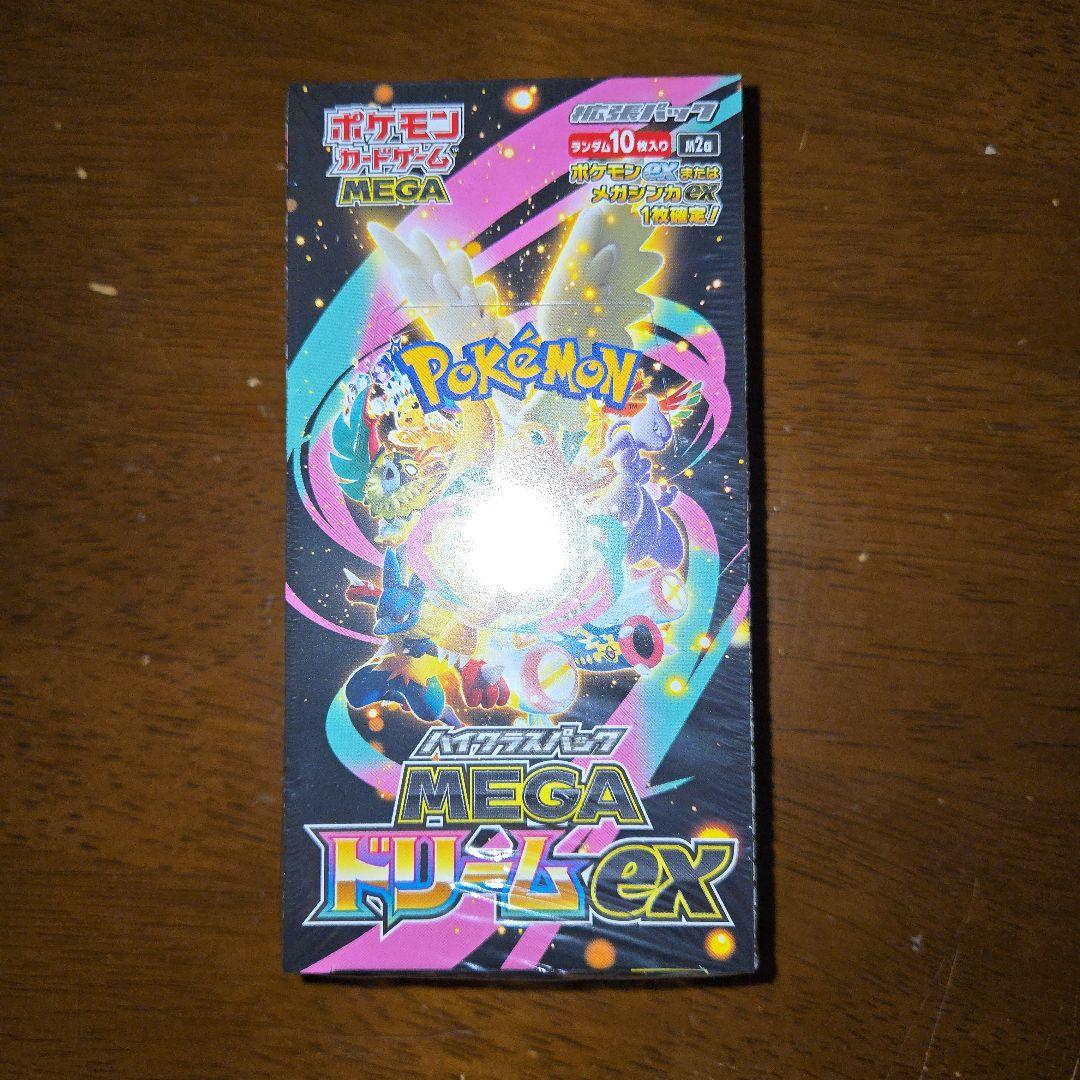 ポケモン
カードゲーム
MEGA
拡張パック
ランダム10枚入り M2a
ポケモンexまたは
メガシンカex
1枚確定!
POKéMON
TM
ハイクラスパック
MEGA
ドリームex